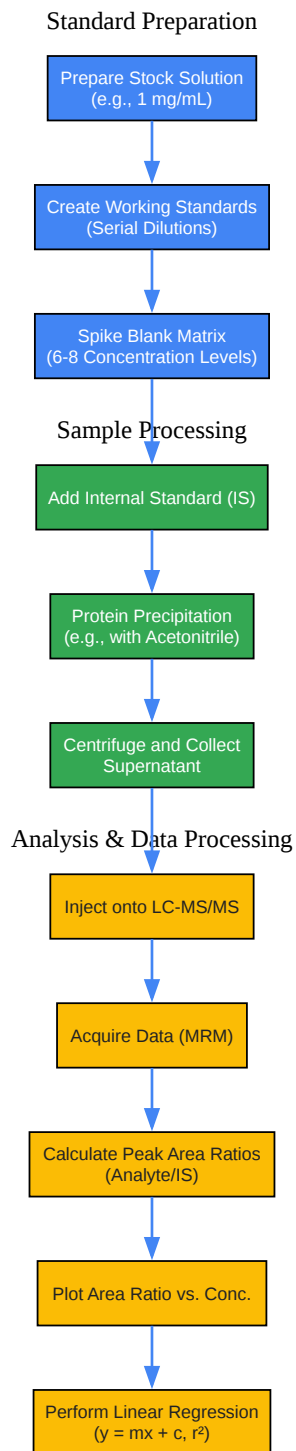 Standard Preparation
Prepare Stock Solution
(e.g., 1 mg/mL)
Create Working Standards
(Serial Dilutions)
Spike Blank Matrix
(6-8 Concentration Levels)
Sample Processing
Add Internal Standard (IS)
Protein Precipitation
(e.g., with Acetonitrile)
Centrifuge and Collect
Supernatant
Analysis & Data Processing
Inject onto LC-MS/MS
Acquire Data (MRM)
Calculate Peak Area Ratios
(Analyte/IS)
Plot Area Ratio vs. Conc.
Perform Linear Regression
(y = mx + c, r²)